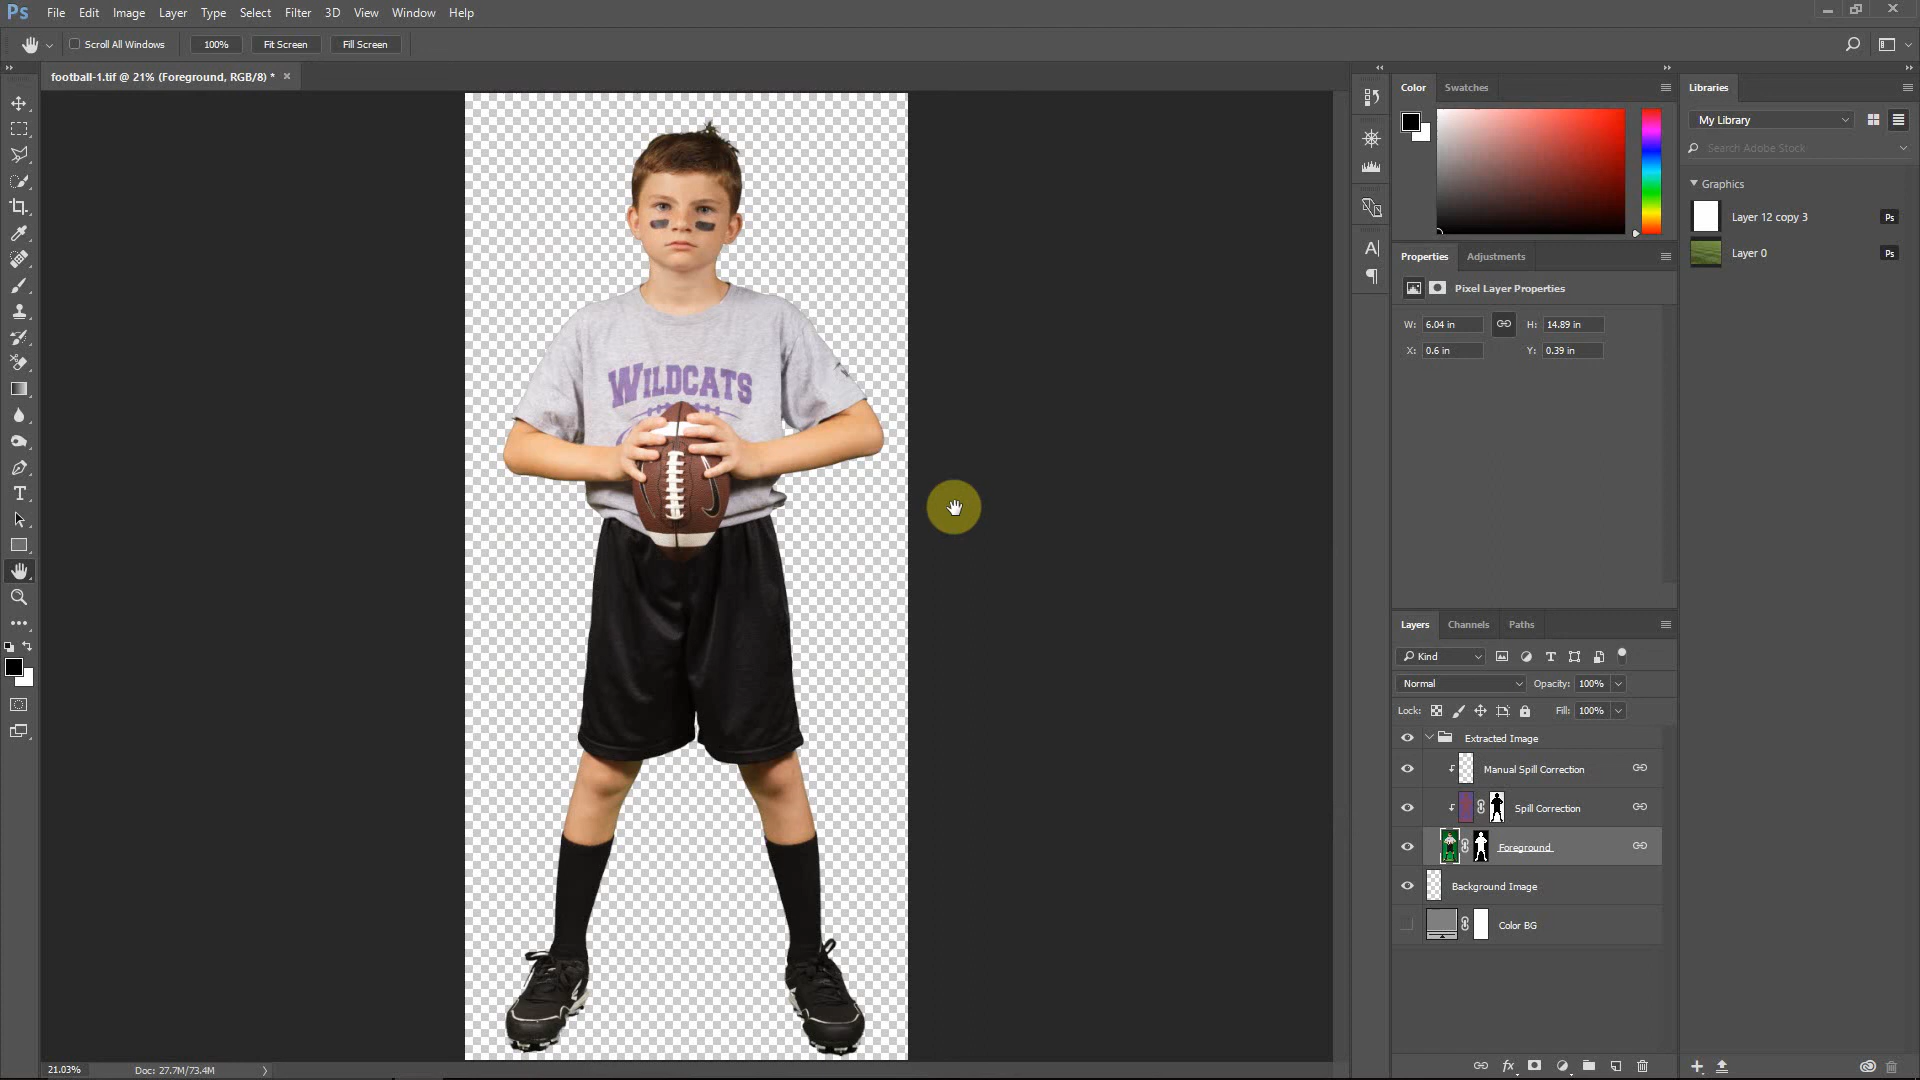 Ps File Edit Image Layer Type Select Filter 3D View Window Help
Scroll All Windows 100% Fit Screen Fill Screen
football-1.tif @ 21% (Foreground, RGB/8) * ×
WILDCATS
21.03% Doc: 27.7M/73.4M
Color Swatches
Properties Adjustments
Pixel Layer Properties
W: 6.04 in H: 14.89 in
X: 0.6 in Y: 0.39 in
Layers Channels Paths
Kind
Normal Opacity: 100%
Lock: Fill: 100%
Extracted Image
Manual Spill Correction
Spill Correction
Foreground
Background Image
Color BG
fx
Libraries
My Library
Search Adobe Stock
Graphics
Layer 12 copy 3 Ps
Layer 0 Ps